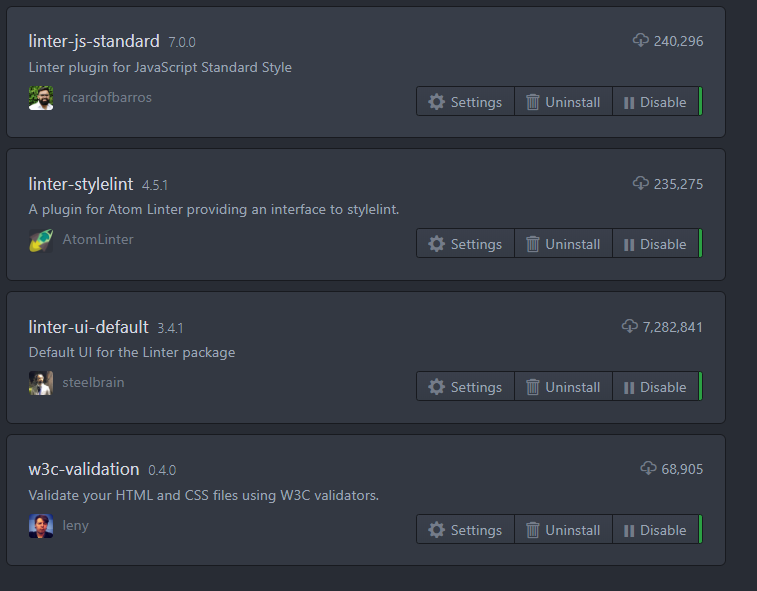 linter-js-standard 7.0.0 240,296
Linter plugin for JavaScript Standard Style
ricardofbarros Settings Uninstall Disable
linter-stylelint 4.5.1 235,275
A plugin for Atom Linter providing an interface to stylelint.
AtomLinter Settings Uninstall Disable
linter-ui-default 3.4.1 7,282,841
Default UI for the Linter package
steelbrain Settings Uninstall Disable
w3c-validation 0.4.0 68,905
Validate your HTML and CSS files using W3C validators.
leny Settings Uninstall Disable